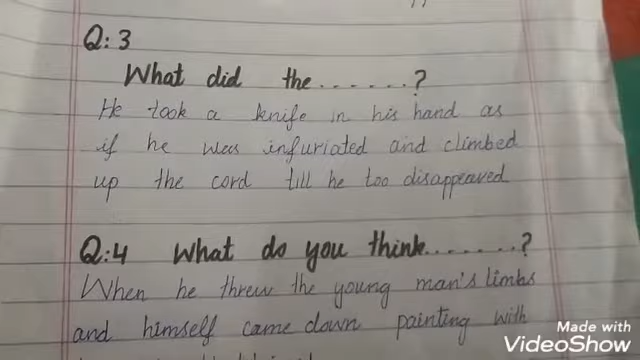 Q: 3
What did the . . . . . . ?
He took a knife in his hand as
if he was infuriated and climbed
up the cord till he too disappeared
Q:4 What do you think.......?
When he threw the young man's limbs
and himself came down painting with
Made with
VideoShow